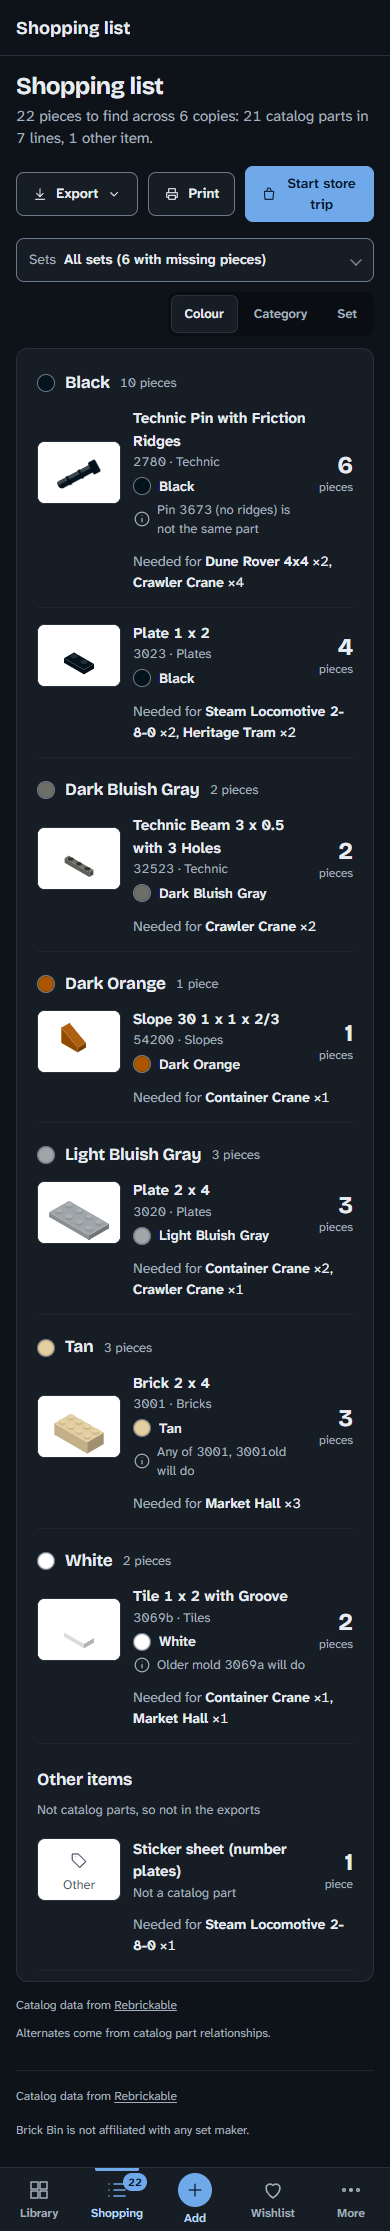 Shopping list
Shopping list
22 pieces to find across 6 copies: 21 catalog parts in
7 lines, 1 other item.
Export
Print
Start store
trip
Sets All sets (6 with missing pieces)
Colour
Category
Set
Black 10 pieces
Technic Pin with Friction
Ridges
2780 · Technic
Black
Pin 3673 (no ridges) is
not the same part
6
pieces
Needed for Dune Rover 4x4 ×2,
Crawler Crane ×4
Plate 1 x 2
3023 · Plates
Black
4
pieces
Needed for Steam Locomotive 2-
8-0 ×2, Heritage Tram ×2
Dark Bluish Gray 2 pieces
Technic Beam 3 x 0.5
with 3 Holes
32523 · Technic
Dark Bluish Gray
2
pieces
Needed for Crawler Crane ×2
Dark Orange 1 piece
Slope 30 1 x 1 x 2/3
54200 · Slopes
Dark Orange
1
pieces
Needed for Container Crane ×1
Light Bluish Gray 3 pieces
Plate 2 x 4
3020 · Plates
Light Bluish Gray
3
pieces
Needed for Container Crane ×2,
Crawler Crane ×1
Tan 3 pieces
Brick 2 x 4
3001 · Bricks
Tan
Any of 3001, 3001old
will do
3
pieces
Needed for Market Hall ×3
White 2 pieces
Tile 1 x 2 with Groove
3069b · Tiles
White
Older mold 3069a will do
2
pieces
Needed for Container Crane ×1,
Market Hall ×1
Other items
Not catalog parts, so not in the exports
Other
Sticker sheet (number
plates)
Not a catalog part
1
piece
Needed for Steam Locomotive 2-
8-0 ×1
Catalog data from Rebrickable
Alternates come from catalog part relationships.
Catalog data from Rebrickable
Brick Bin is not affiliated with any set maker.
22
Library
Shopping
Add
Wishlist
More